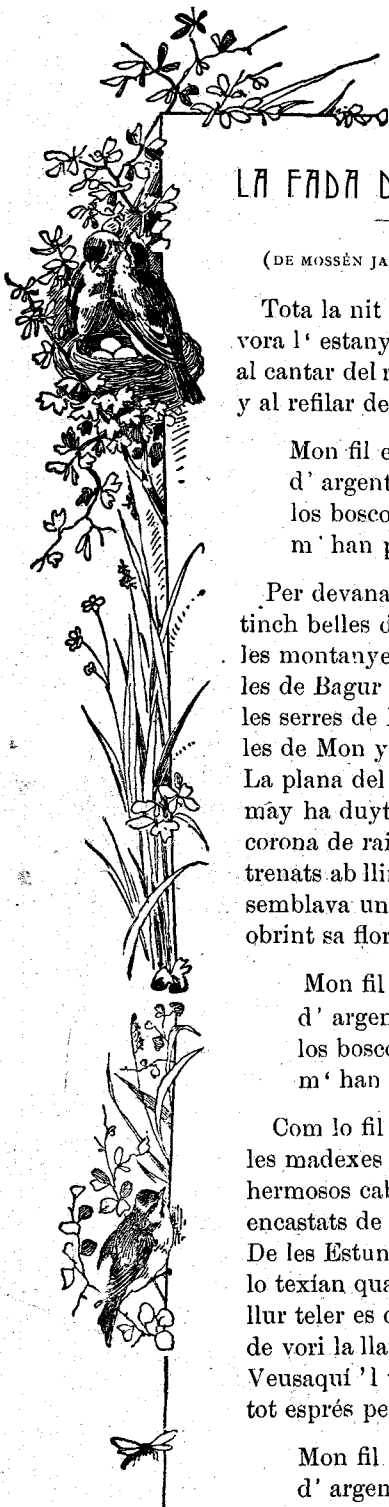 LA FADA D
(DE MOSSÉN JA
Tota la nit
vora l' estany
al cantar del r
y al refilar de
Mon fil e
d' argent
los bosco
m' han p
Per devana
tinch belles d
les montanye
les de Bagur
les serres de
les de Mon y
La plana del
may ha duyt
corona de rai
trenats ab lli
semblava un
obrint sa flor
Mon fil
d' argen
los bosco
m' han
Com lo fil
les madexes
hermosos cab
encastats de
De les Estun
lo texían qua
llur teler es d
de vori la lla
Veusaquí 'l
tot esprés pe
Mon fil
d' argen